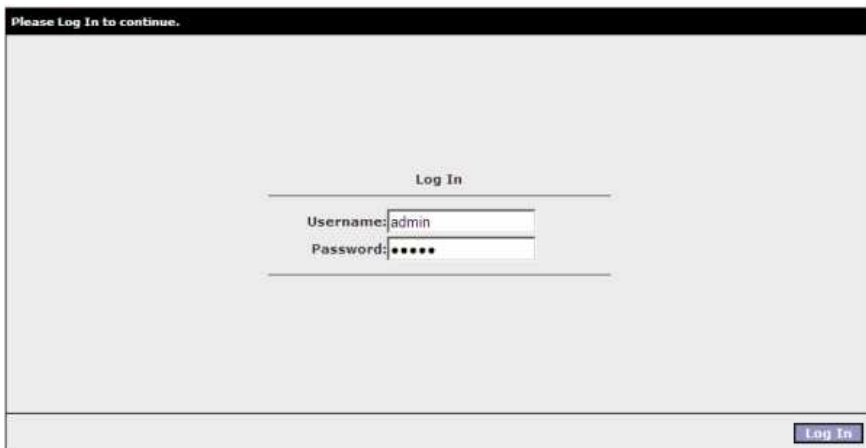 Please Log In to continue.
Log In
Username: admin
Password: •••••
Log In